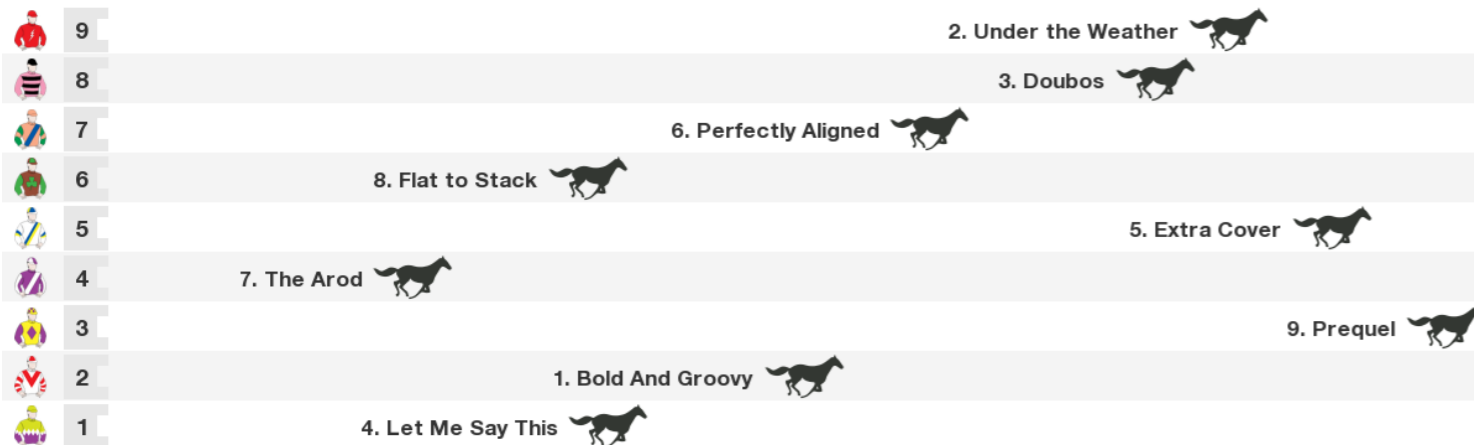 9 2. Under the Weather
8 3. Doubos
7 6. Perfectly Aligned
6 8. Flat to Stack
5 5. Extra Cover
4 7. The Arod
3 9. Prequel
2 1. Bold And Groovy
1 4. Let Me Say This